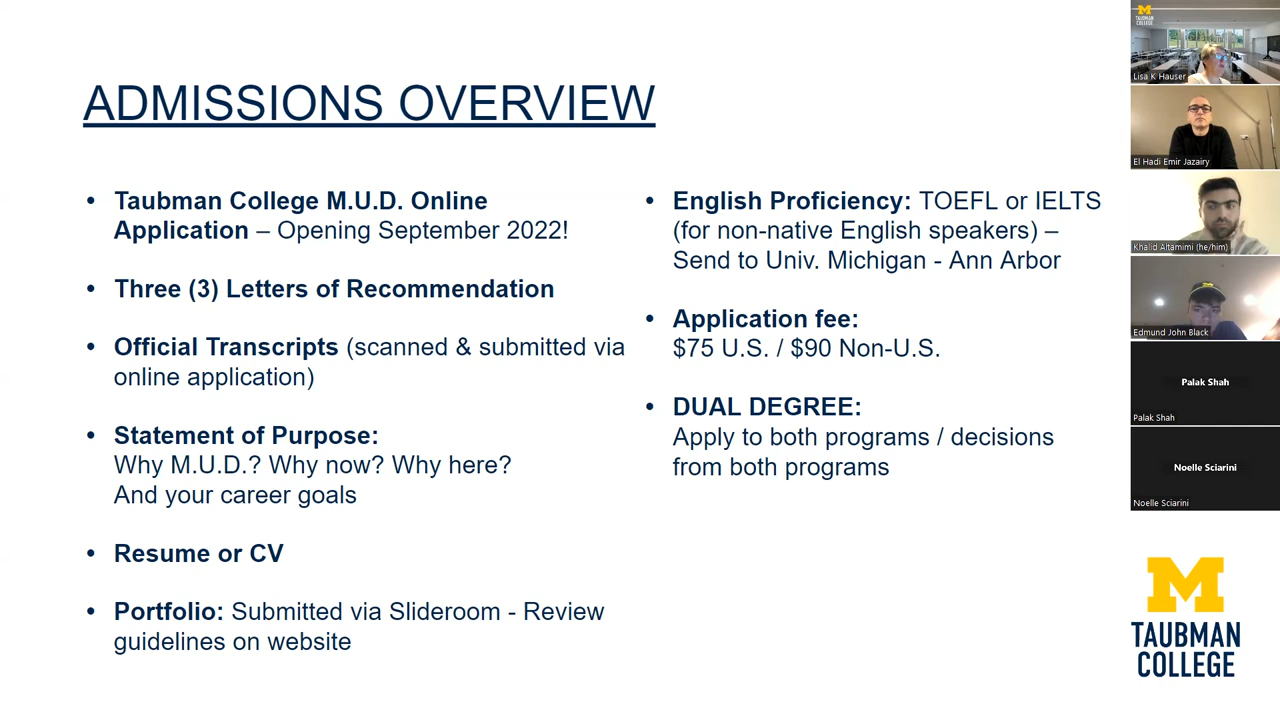 ADMISSIONS OVERVIEW
• Taubman College M.U.D. Online
Application – Opening September 2022!
• Three (3) Letters of Recommendation
• Official Transcripts (scanned & submitted via
online application)
• Statement of Purpose:
Why M.U.D.? Why now? Why here?
And your career goals
• Resume or CV
• Portfolio: Submitted via Slideroom - Review
guidelines on website
• English Proficiency: TOEFL or IELTS
(for non-native English speakers) –
Send to Univ. Michigan - Ann Arbor
• Application fee:
$75 U.S. / $90 Non-U.S.
• DUAL DEGREE:
Apply to both programs / decisions
from both programs
M
TAUBMAN
COLLEGE
Lisa K Hauser
El Hadi Emir Jazairy
Khalid Altamimi (he/him)
Edmund John Black
Palak Shah
Palak Shah
Noelle Sciarini
Noelle Sciarini
M
TAUBMAN
COLLEGE